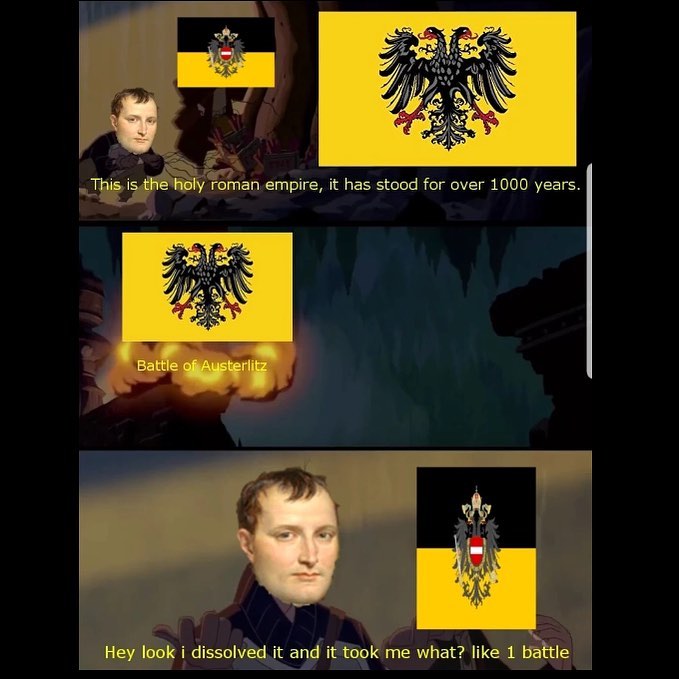 This is the holy roman empire, it has stood for over 1000 years.
Battle of Austerlitz
Hey look i dissolved it and it took me what? like 1 battle